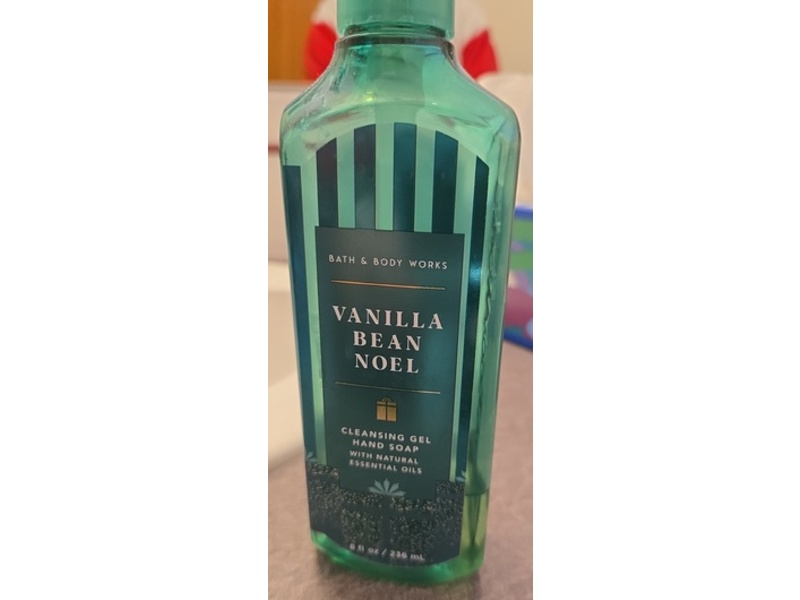 BATH & BODY WORKS
VANILLA
BEAN
NOEL
CLEANSING GEL
HAND SOAP
WITH NATURAL
ESSENTIAL OILS
8 fl oz / 236 mL